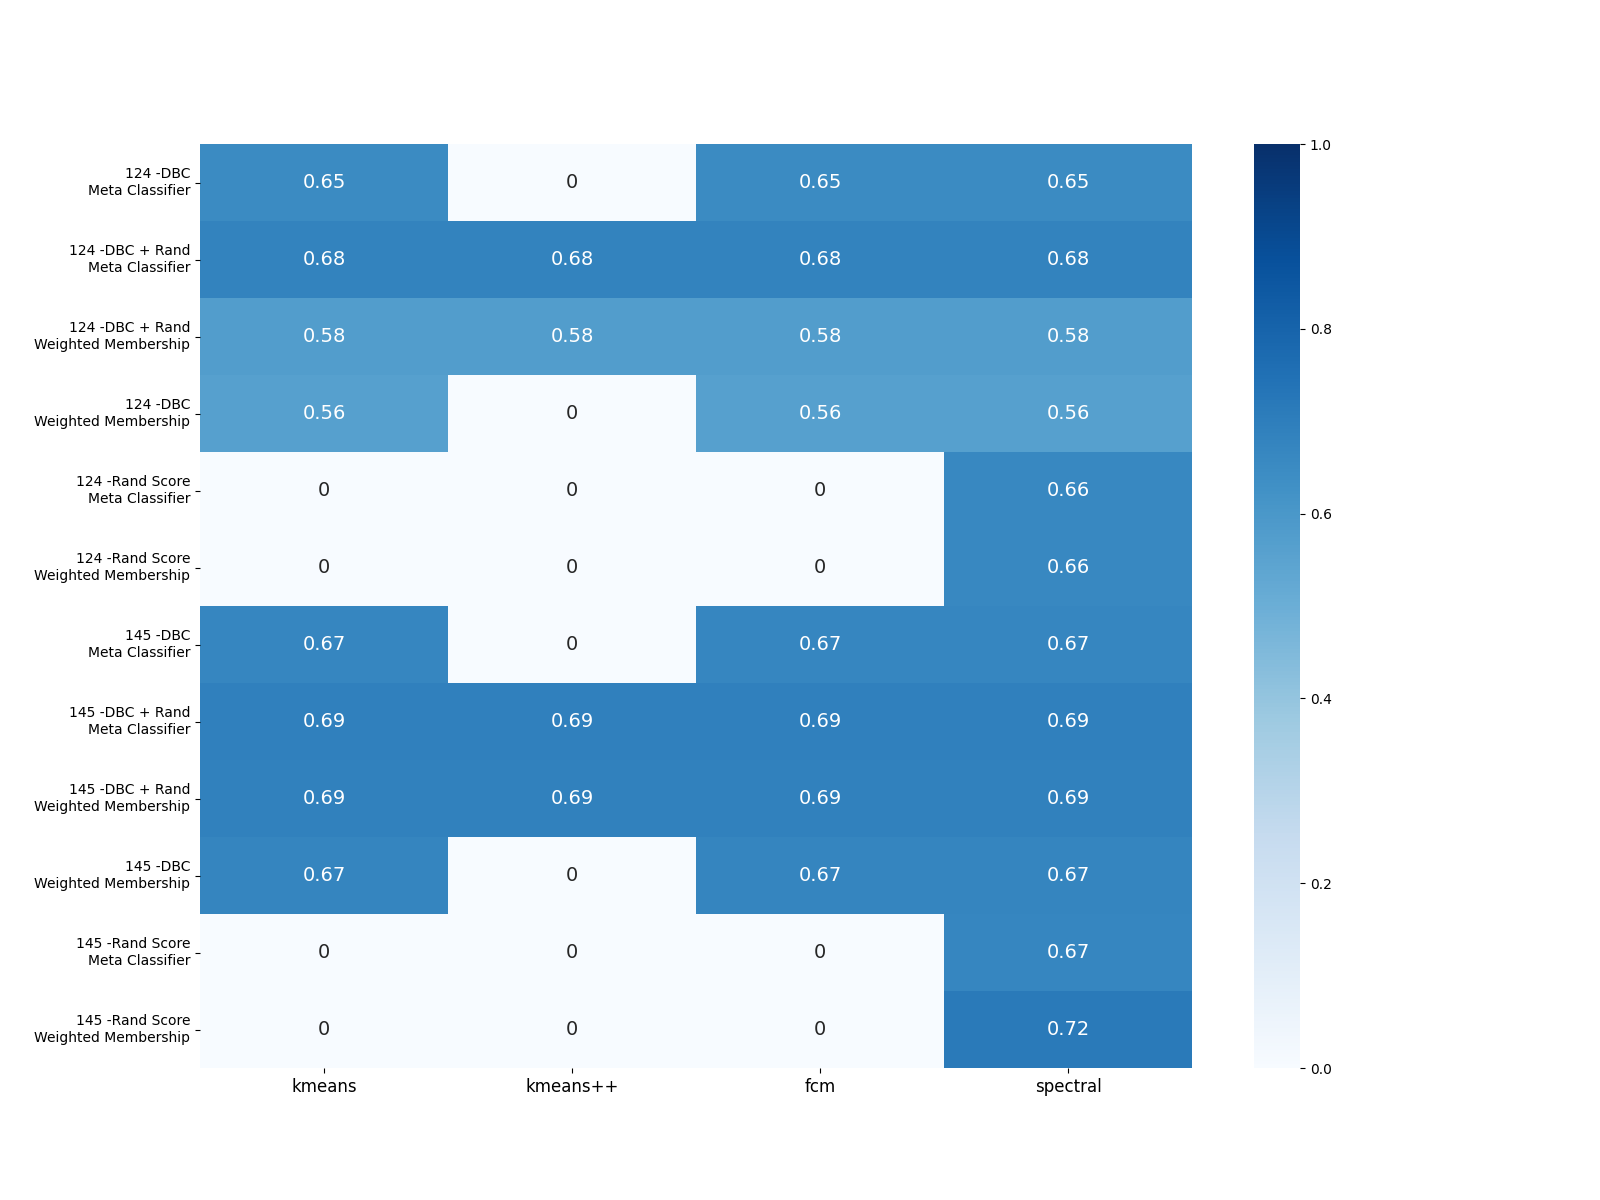 124 -DBC
Meta Classifier
0.65 0 0.65 0.65
124 -DBC + Rand
Meta Classifier
0.68 0.68 0.68 0.68
124 -DBC + Rand
Weighted Membership
0.58 0.58 0.58 0.58
124 -DBC
Weighted Membership
0.56 0 0.56 0.56
124 -Rand Score
Meta Classifier
0 0 0 0.66
124 -Rand Score
Weighted Membership
0 0 0 0.66
145 -DBC
Meta Classifier
0.67 0 0.67 0.67
145 -DBC + Rand
Meta Classifier
0.69 0.69 0.69 0.69
145 -DBC + Rand
Weighted Membership
0.69 0.69 0.69 0.69
145 -DBC
Weighted Membership
0.67 0 0.67 0.67
145 -Rand Score
Meta Classifier
0 0 0 0.67
145 -Rand Score
Weighted Membership
0 0 0 0.72
kmeans kmeans++ fcm spectral
1.0
0.8
0.6
0.4
0.2
0.0